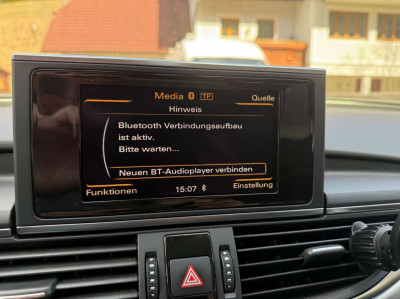 Media TP
Quelle
Hinweis
Bluetooth Verbindungsaufbau
ist aktiv.
Bitte warten...
Neuen BT-Audioplayer verbinden
Funktionen 15:07 Einstellung